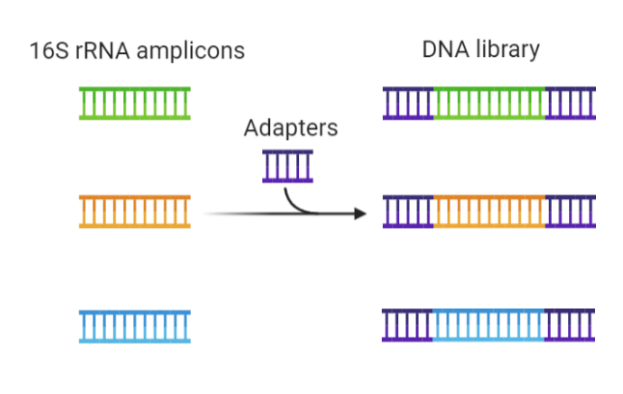 16S rRNA amplicons
DNA library
Adapters